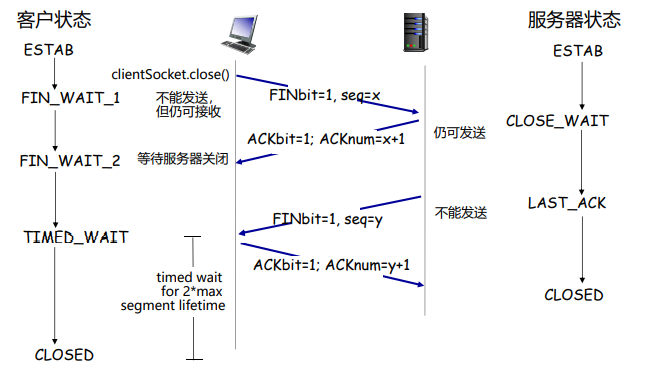 客户状态
服务器状态
ESTAB
ESTAB
clientSocket.close()
FIN_WAIT_1
不能发送，
但仍可接收
FINbit=1, seq=x
CLOSE_WAIT
ACKbit=1; ACKnum=x+1
仍可发送
FIN_WAIT_2
等待服务器关闭
LAST_ACK
FINbit=1, seq=y
不能发送
TIMED_WAIT
ACKbit=1; ACKnum=y+1
timed wait
for 2*max
segment lifetime
CLOSED
CLOSED